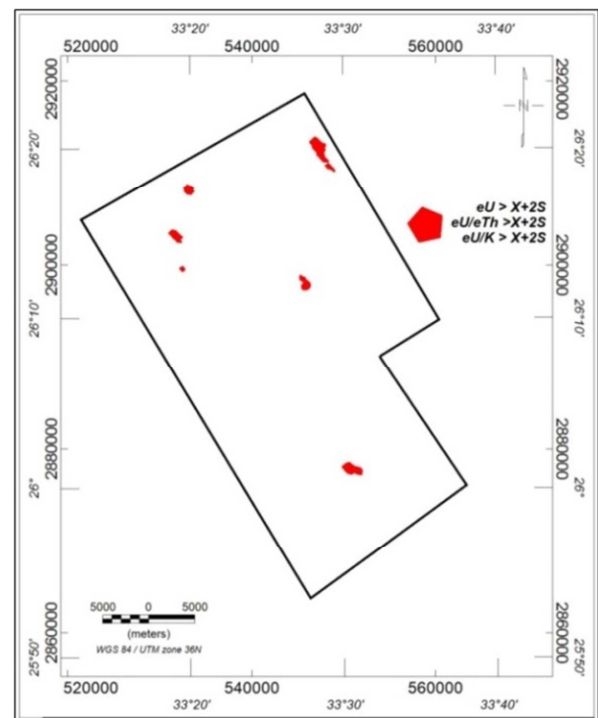 33°20' 33°30' 33°40'
520000 540000 560000
2920000 2920000
26°20' 26°20'
N
eU > X+2S
eU/eTh >X+2S
eU/K > X+2S
2900000 2900000
26°10' 26°10'
2880000 2880000
26° 26°
5000 0 5000
(meters)
WGS 84 / UTM zone 36N
2860000 2860000
25°50' 25°50'
520000 540000 560000
33°20' 33°30' 33°40'